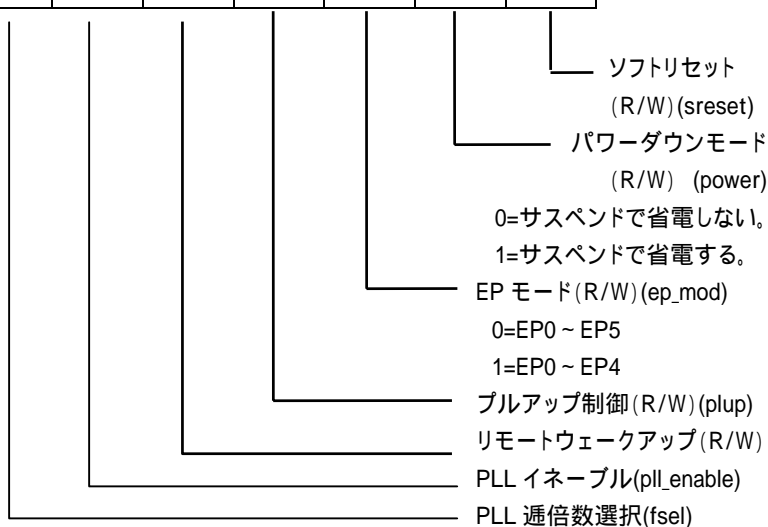 ソフトリセット
(R/W)(sreset)
パワーダウンモード
(R/W) (power)
0=サスペンドで省電しない。
1=サスペンドで省電する。
EP モード(R/W)(ep_mod)
0=EP0 ~ EP5
1=EP0 ~ EP4
プルアップ制御(R/W)(plup)
リモートウェークアップ(R/W)
PLL イネーブル(pll_enable)
PLL 逓倍数選択(fsel)